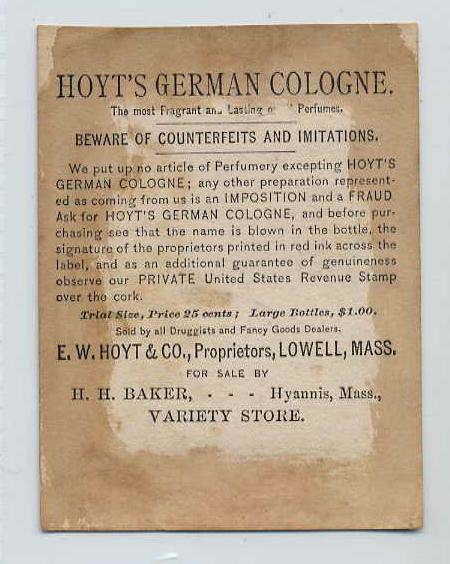 HOYT'S GERMAN COLOGNE.
The most Fragrant and Lasting of Perfumes.
BEWARE OF COUNTERFEITS AND IMITATIONS.
We put up no article of Perfumery excepting HOYT'S
GERMAN COLOGNE; any other preparation represent-
ed as coming from us is an IMPOSITION and a FRAUD
Ask for HOYT'S GERMAN COLOGNE, and before pur-
chasing see that the name is blown in the bottle, the
signature of the proprietors printed in red ink across the
label, and as an additional guarantee of genuineness
observe our PRIVATE United States Revenue Stamp
over the cork.
Trial Size, Price 25 cents; Large Bottles, $1.00.
Sold by all Druggists and Fancy Goods Dealers.
E. W. HOYT & CO., Proprietors, LOWELL, MASS.
FOR SALE BY
H. H. BAKER, - - - Hyannis, Mass.,
VARIETY STORE.